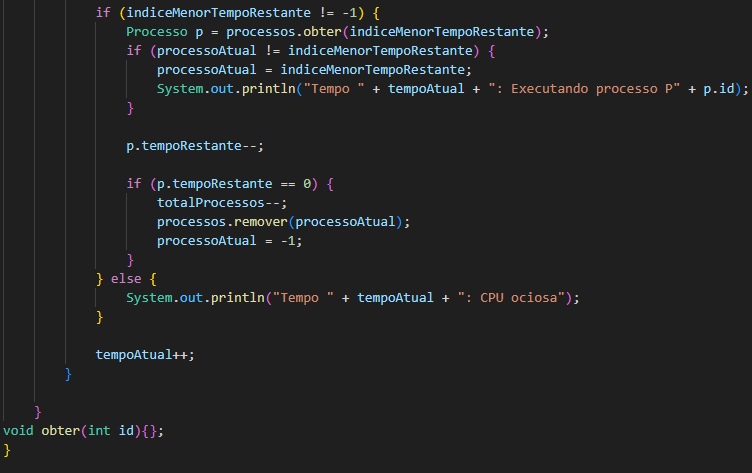 if (indiceMenorTempoRestante != -1) {
Processo p = processos.obter(indiceMenorTempoRestante);
if (processoAtual != indiceMenorTempoRestante) {
processoAtual = indiceMenorTempoRestante;
System.out.println("Tempo " + tempoAtual + ": Executando processo P" + p.id);
}
p.tempoRestante--;
if (p.tempoRestante == 0) {
totalProcessos--;
processos.remover(processoAtual);
processoAtual = -1;
}
} else {
System.out.println("Tempo " + tempoAtual + ": CPU ociosa");
}
tempoAtual++;
}
}
void obter(int id){};
}